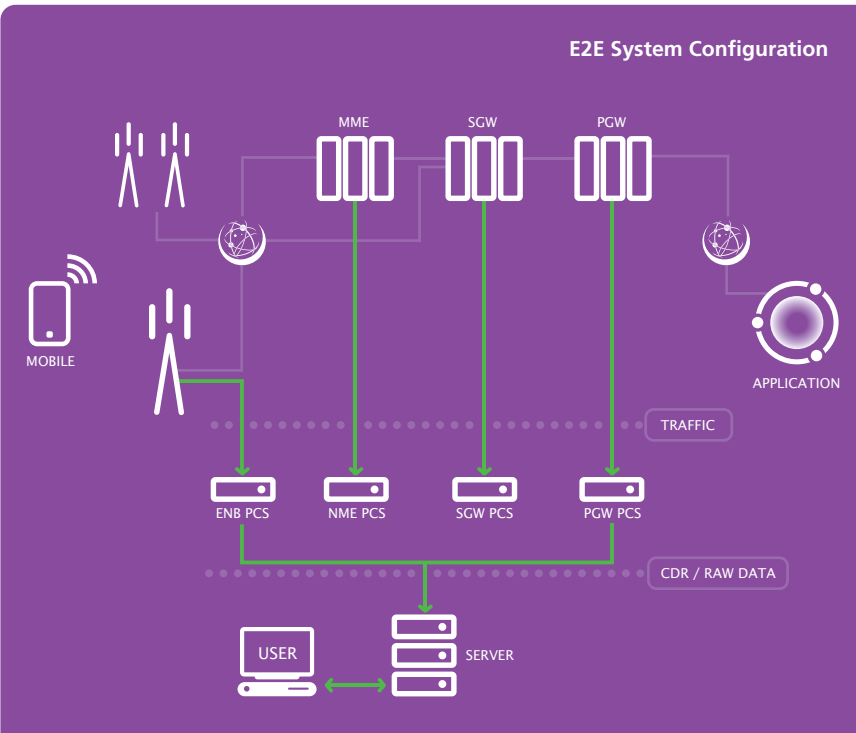 E2E System Configuration
MME
SGW
PGW
MOBILE
APPLICATION
TRAFFIC
ENB PCS
NME PCS
SGW PCS
PGW PCS
CDR / RAW DATA
USER
SERVER